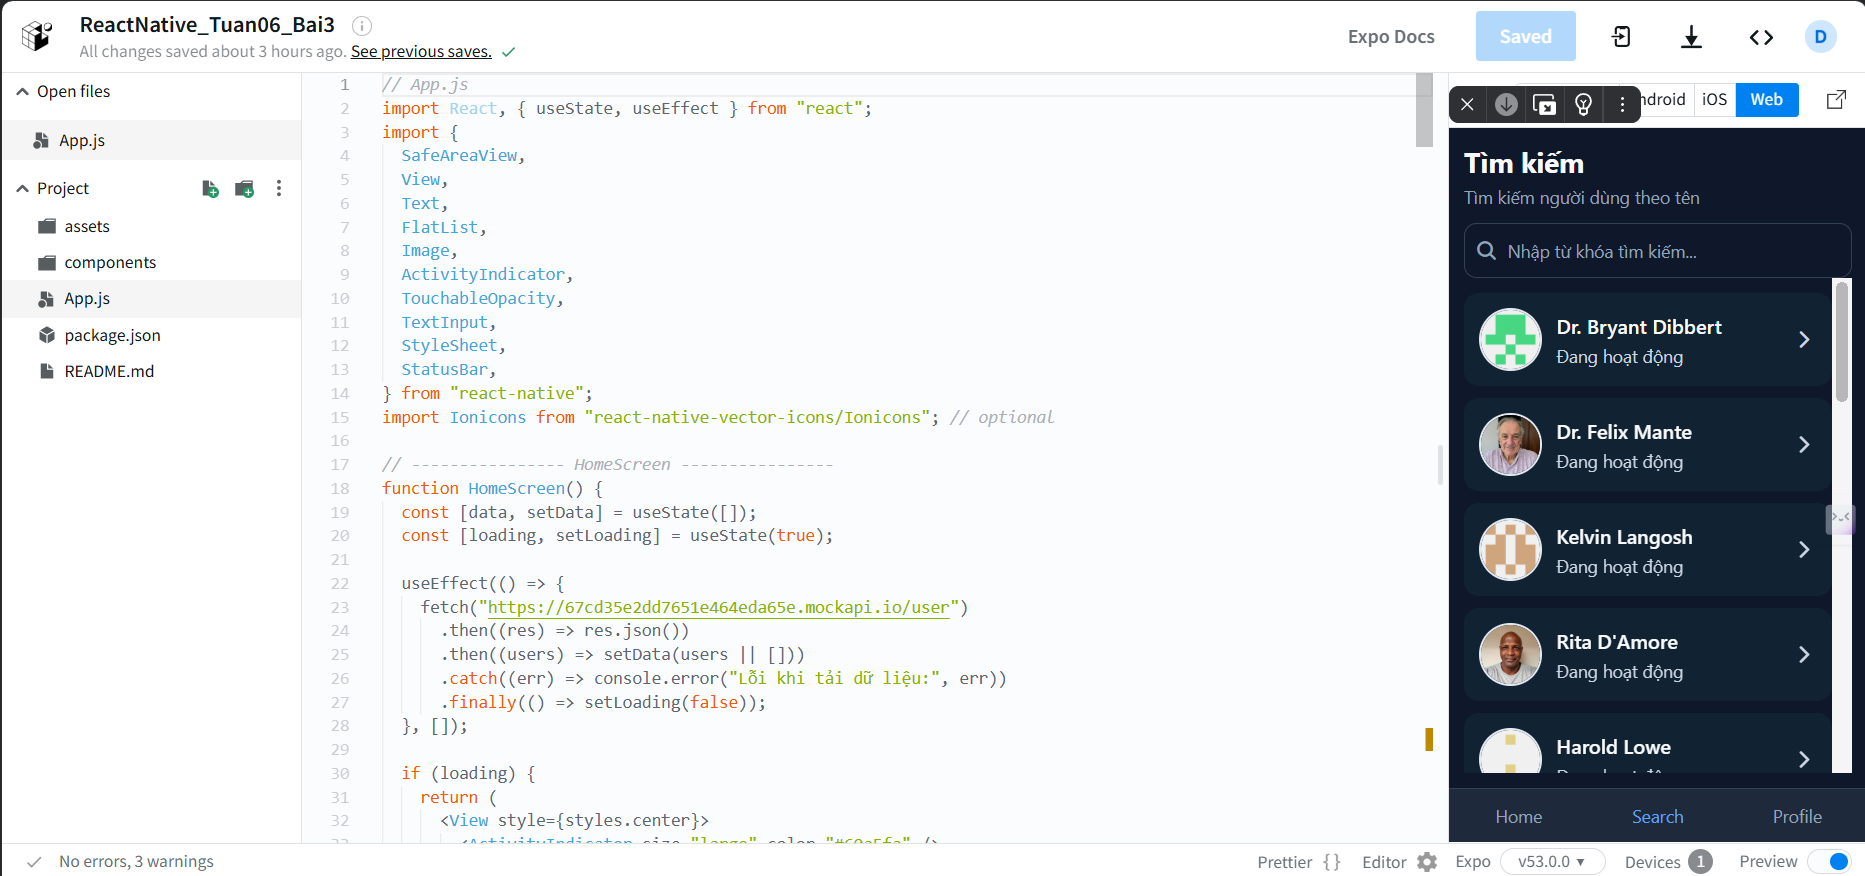 ReactNative_Tuan06_Bai3
All changes saved about 3 hours ago. See previous saves.
Expo Docs
Saved
D
Open files
App.js
Project
assets
components
App.js
package.json
README.md
1 // App.js
2 import React, { useState, useEffect } from "react";
3 import {
4 SafeAreaView,
5 View,
6 Text,
7 FlatList,
8 Image,
9 ActivityIndicator,
10 TouchableOpacity,
11 TextInput,
12 StyleSheet,
13 StatusBar,
14 } from "react-native";
15 import Ionicons from "react-native-vector-icons/Ionicons"; // optional
16
17 // ---------------- HomeScreen ----------------
18 function HomeScreen() {
19 const [data, setData] = useState([]);
20 const [loading, setLoading] = useState(true);
21
22 useEffect(() => {
23 fetch("https://67cd35e2dd7651e464eda65e.mockapi.io/user")
24 .then((res) => res.json())
25 .then((users) => setData(users || []))
26 .catch((err) => console.error("Lỗi khi tải dữ liệu:", err))
27 .finally(() => setLoading(false));
28 }, []);
29
30 if (loading) {
31 return (
32 <View style={styles.center}>
<ActivityIndicator size="large" color="#60a5fa" />
ndroid
iOS
Web
Tìm kiếm
Tìm kiếm người dùng theo tên
Nhập từ khóa tìm kiếm...
Dr. Bryant Dibbert
Đang hoạt động
Dr. Felix Mante
Đang hoạt động
Kelvin Langosh
Đang hoạt động
Rita D'Amore
Đang hoạt động
Harold Lowe
Home
Search
Profile
No errors, 3 warnings
Prettier { }
Editor
Expo
v53.0.0
Devices 1
Preview